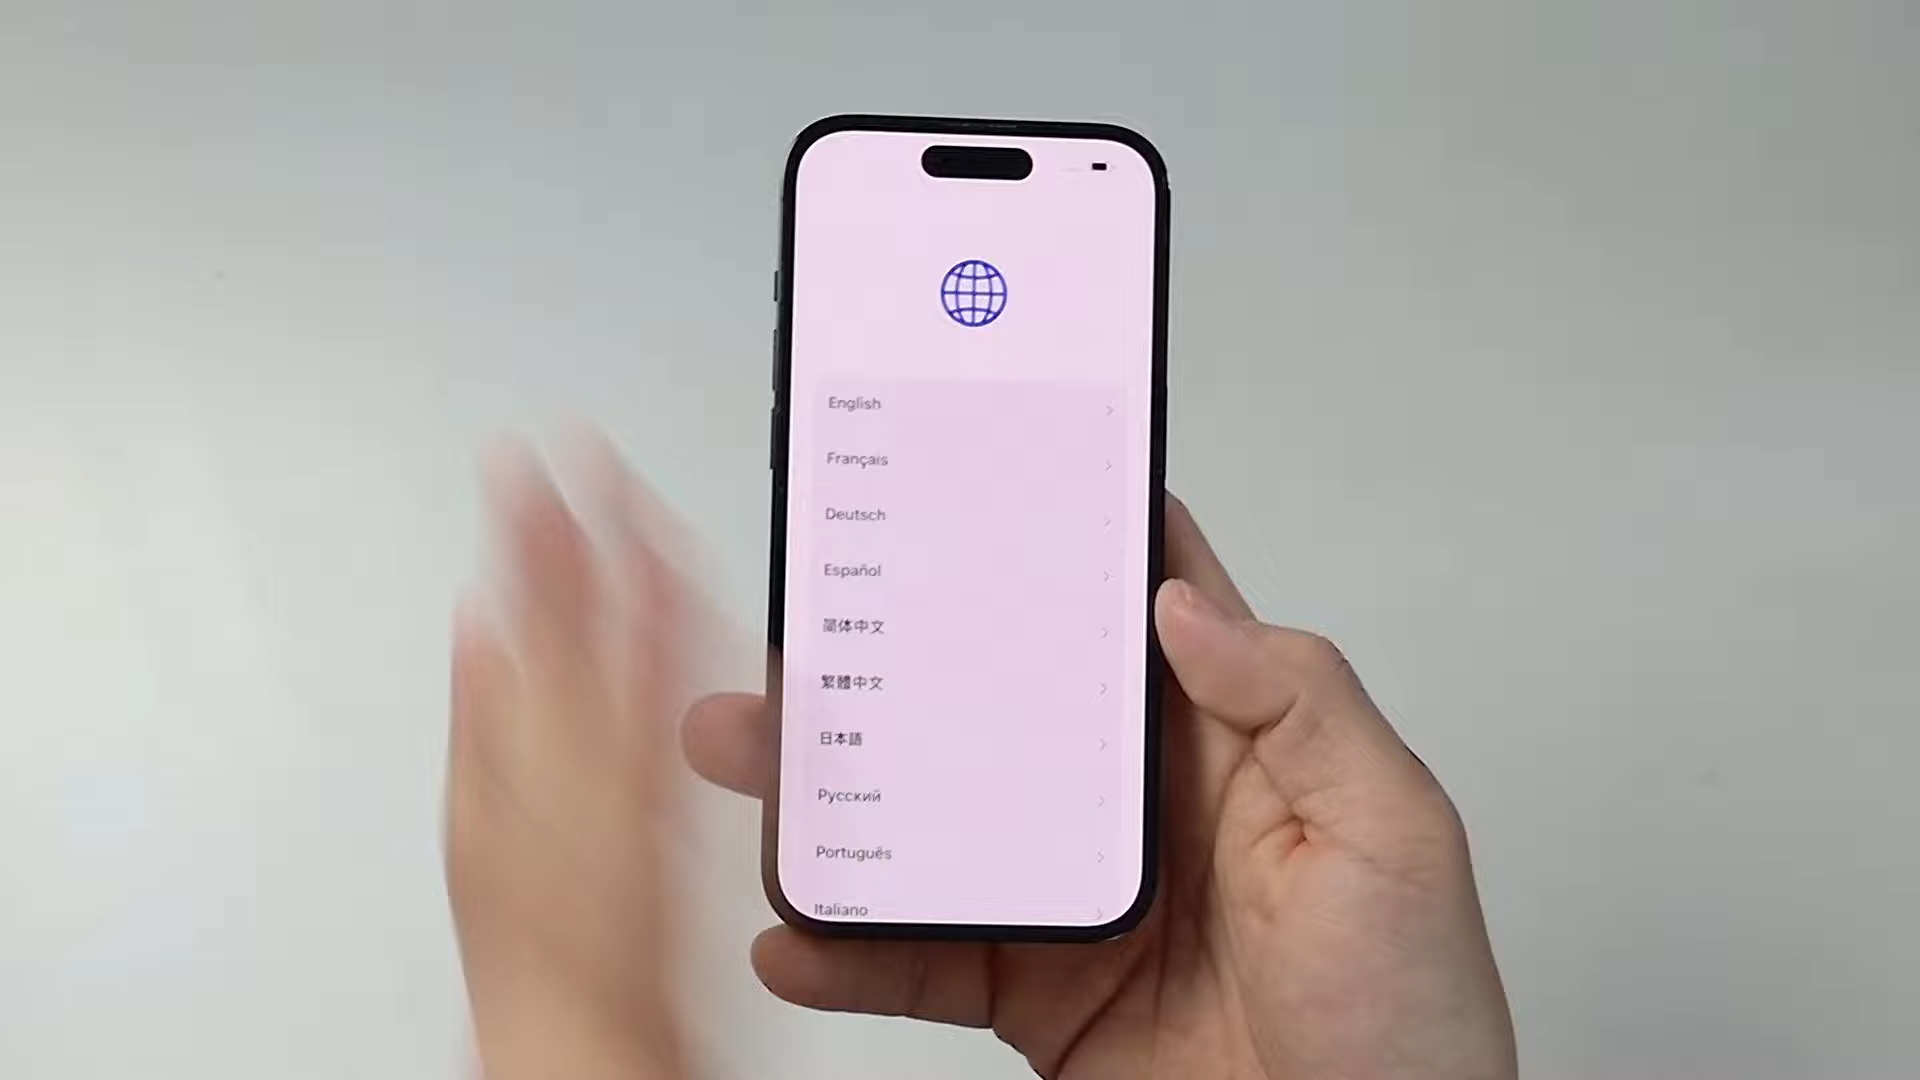 English
Français
Deutsch
Español
简体中文
繁體中文
日本語
Русский
Português
Italiano